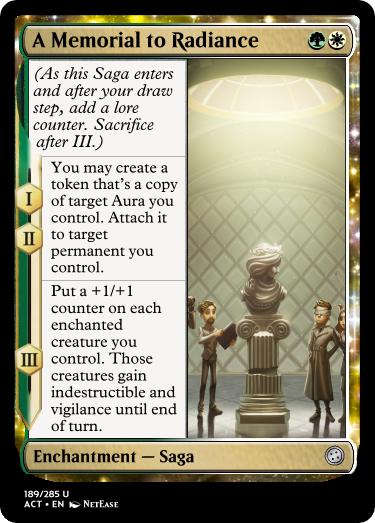 A Memorial to Radiance
(As this Saga enters
and after your draw
step, add a lore
counter. Sacrifice
after III.)
I
II
You may create a
token that's a copy
of target Aura you
control. Attach it
to target
permanent you
control.
III
Put a +1/+1
counter on each
enchanted
creature you
control. Those
creatures gain
indestructible and
vigilance until end
of turn.
Enchantment — Saga
189/285 U
ACT • EN NetEase